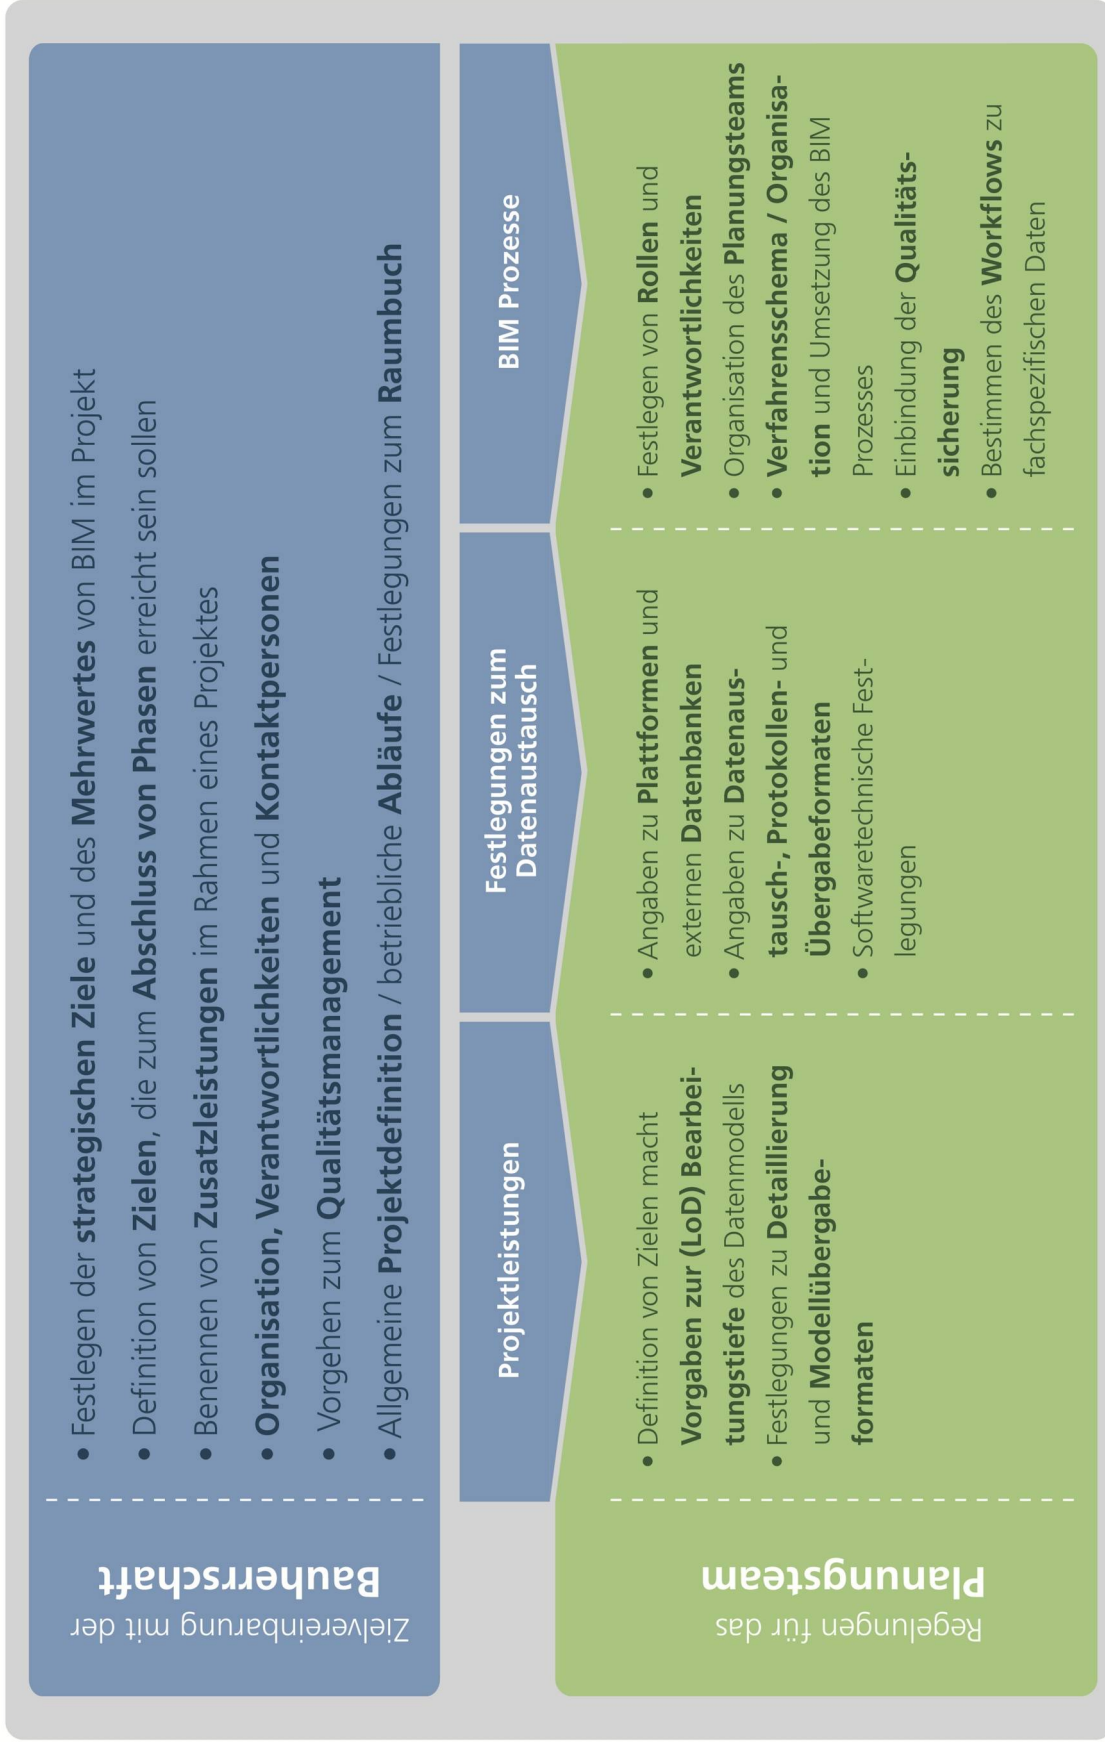 Zielvereinbarung mit der
Bauherrschaft
• Festlegen der strategischen Ziele und des Mehrwertes von BIM im Projekt
• Definition von Zielen, die zum Abschluss von Phasen erreicht sein sollen
• Benennen von Zusatzleistungen im Rahmen eines Projektes
• Organisation, Verantwortlichkeiten und Kontaktpersonen
• Vorgehen zum Qualitätsmanagement
• Allgemeine Projektdefinition / betriebliche Abläufe / Festlegungen zum Raumbuch
Projektleistungen
Festlegungen zum
Datenaustausch
BIM Prozesse
Regelungen für das
Planungsteam
• Definition von Zielen macht
Vorgaben zur (LoD) Bearbei-
tungstiefe des Datenmodells
• Festlegungen zu Detaillierung
und Modellübergabe-
formaten
• Angaben zu Plattformen und
externen Datenbanken
• Angaben zu Datenaus-
tausch-, Protokollen- und
Übergabeformaten
• Softwaretechnische Fest-
legungen
• Festlegen von Rollen und
Verantwortlichkeiten
• Organisation des Planungsteams
• Verfahrensschema / Organisa-
tion und Umsetzung des BIM
Prozesses
• Einbindung der Qualitäts-
sicherung
• Bestimmen des Workflows zu
fachspezifischen Daten